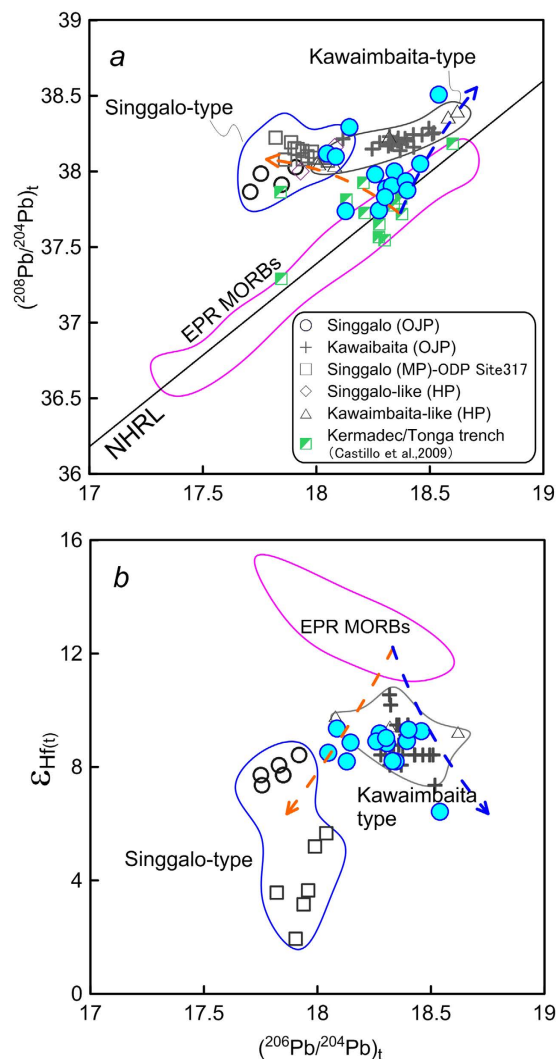 39
38.5
38
37.5
37
36.5
36
(²⁰⁸Pb/²⁰⁴Pb)t
a
Kawaimbaita-type
Singgalo-type
EPR MORBs
NHRL
Singgalo (OJP)
Kawaibaita (OJP)
Singgalo (MP)-ODP Site317
Singgalo-like (HP)
Kawaimbaita-like (HP)
Kermadec/Tonga trench
(Castillo et al.,2009)
17 17.5 18 18.5 19
16
12
8
4
0
εHf(t)
b
EPR MORBs
Kawaimbaita
type
Singgalo-type
17 17.5 18 18.5 19
(²⁰⁶Pb/²⁰⁴Pb)t